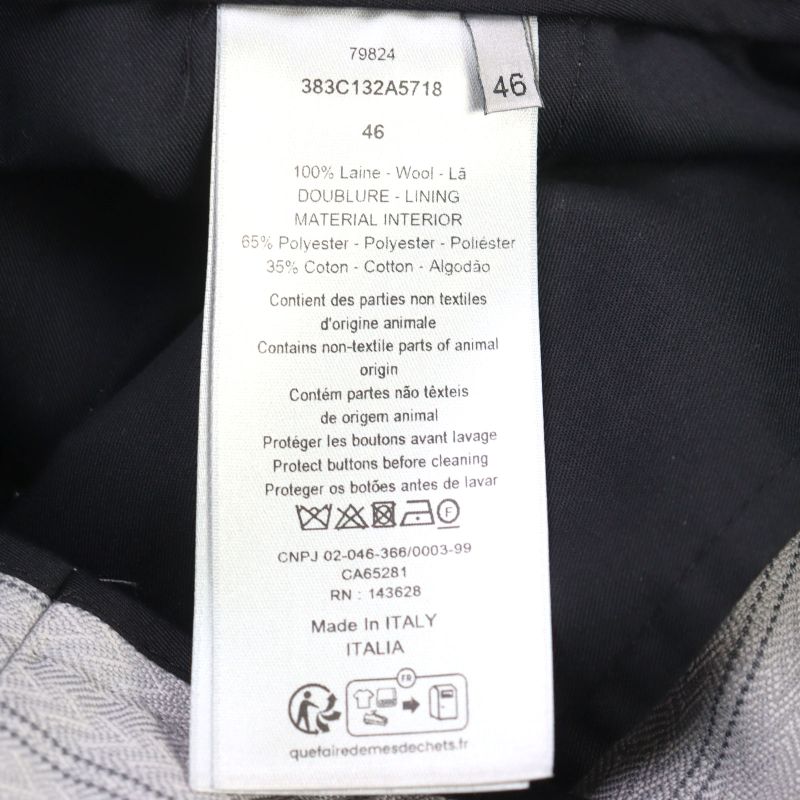 79824
383C132A5718
46
46
100% Laine - Wool - Lã
DOUBLURE - LINING
MATERIAL INTERIOR
65% Polyester - Polyester - Poliéster
35% Coton - Cotton - Algodão
Contient des parties non textiles
d'origine animale
Contains non-textile parts of animal
origin
Contém partes não têxteis
de origem animal
Protéger les boutons avant lavage
Protect buttons before cleaning
Proteger os botões antes de lavar
F
CNPJ 02-046-366/0003-99
CA65281
RN : 143628
Made In ITALY
ITALIA
FR
quefairedemesdechets.fr